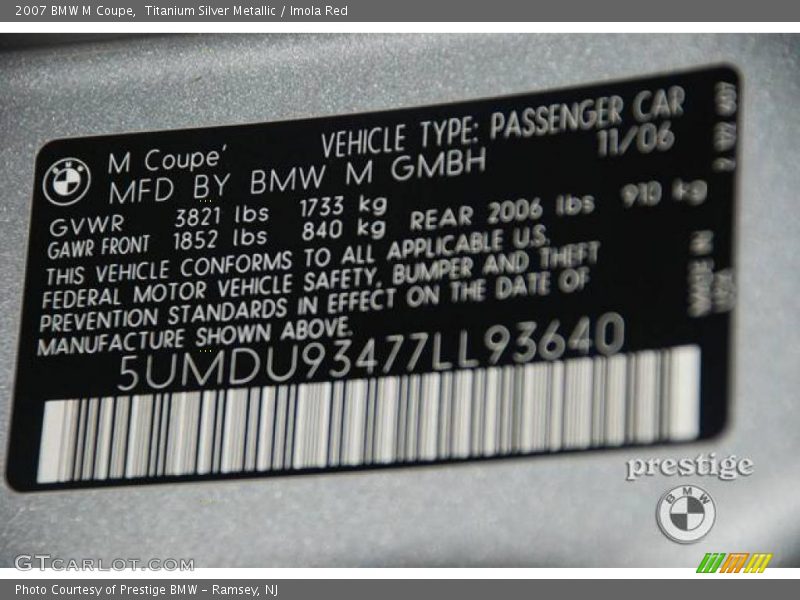 2007 BMW M Coupe, Titanium Silver Metallic / Imola Red
VEHICLE TYPE: PASSENGER CAR
M Coupe' 11/06
MFD BY BMW M GMBH
GVWR 3821 lbs 1733 kg
GAWR FRONT 1852 lbs 840 kg REAR 2006 lbs 910 kg
THIS VEHICLE CONFORMS TO ALL APPLICABLE U.S.
FEDERAL MOTOR VEHICLE SAFETY, BUMPER AND THEFT
PREVENTION STANDARDS IN EFFECT ON THE DATE OF
MANUFACTURE SHOWN ABOVE.
5UMDU93477LL93640
prestige
BMW
GTCARLOT.COM
Photo Courtesy of Prestige BMW - Ramsey, NJ